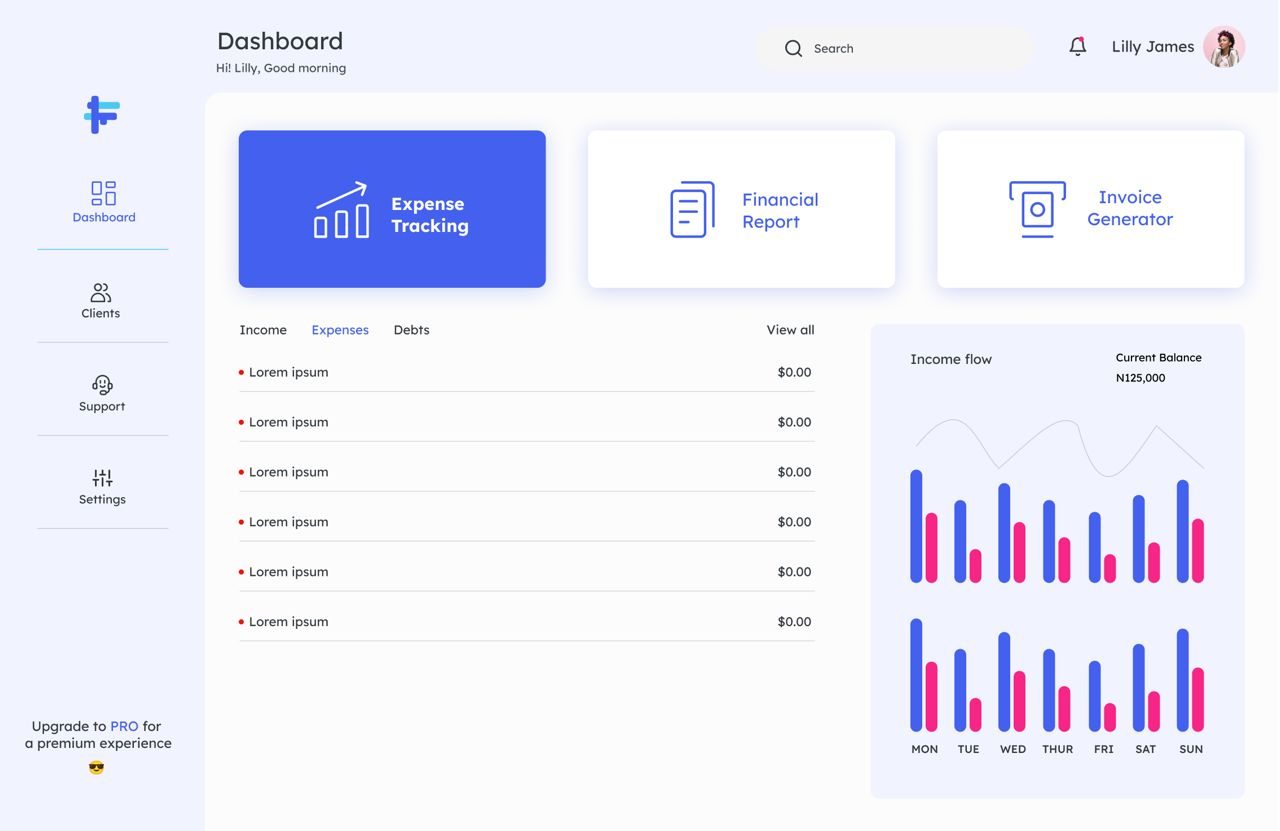 Dashboard
Hi! Lilly, Good morning
Search
Lilly James
Dashboard
Clients
Support
Settings
Upgrade to PRO for
a premium experience
😎
Expense
Tracking
Financial
Report
Invoice
Generator
Income Expenses Debts View all
Lorem ipsum $0.00
Lorem ipsum $0.00
Lorem ipsum $0.00
Lorem ipsum $0.00
Lorem ipsum $0.00
Lorem ipsum $0.00
Income flow
Current Balance
N125,000
MON TUE WED THUR FRI SAT SUN